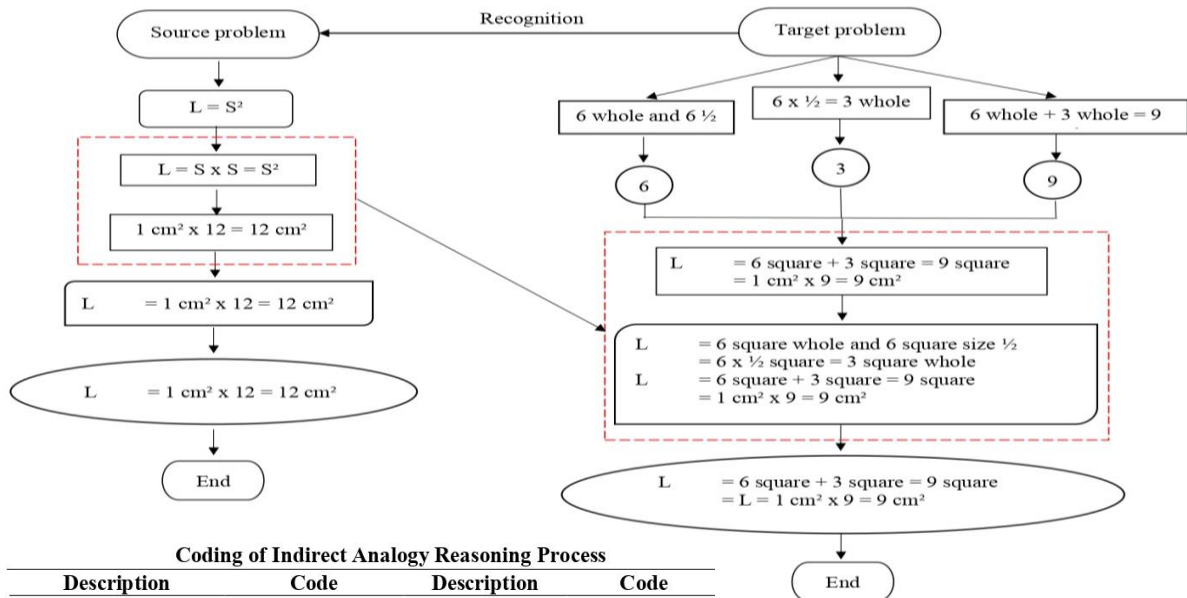 Recognition
Source problem
Target problem
L = S²
6 whole and 6 ½
6 x ½ = 3 whole
6 whole + 3 whole = 9
L = S x S = S²
6
3
9
1 cm² x 12 = 12 cm²
L = 6 square + 3 square = 9 square
= 1 cm² x 9 = 9 cm²
L = 1 cm² x 12 = 12 cm²
L = 6 square whole and 6 square size ½
= 6 x ½ square = 3 square whole
L = 6 square + 3 square = 9 square
= 1 cm² x 9 = 9 cm²
L = 1 cm² x 12 = 12 cm²
End
L = 6 square + 3 square = 9 square
= L = 1 cm² x 9 = 9 cm²
End
Coding of Indirect Analogy Reasoning Process
Description Code Description Code